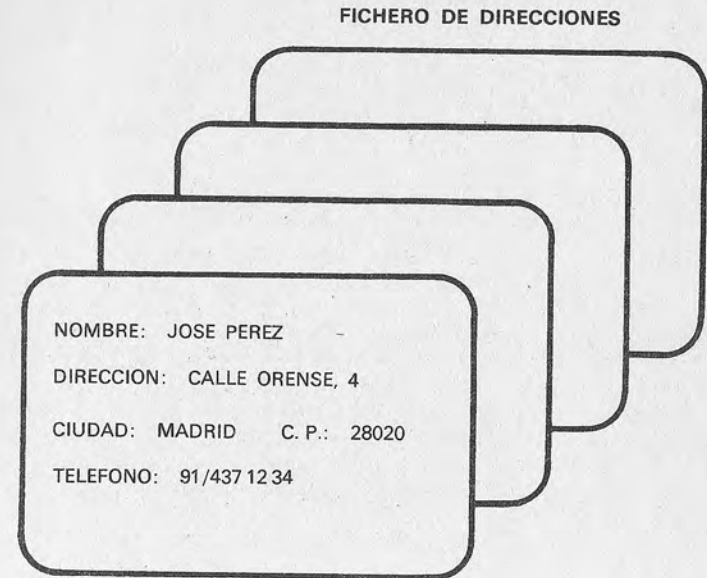 FICHERO DE DIRECCIONES
NOMBRE: JOSE PEREZ
DIRECCION: CALLE ORENSE, 4
CIUDAD: MADRID C. P.: 28020
TELEFONO: 91/437 12 34